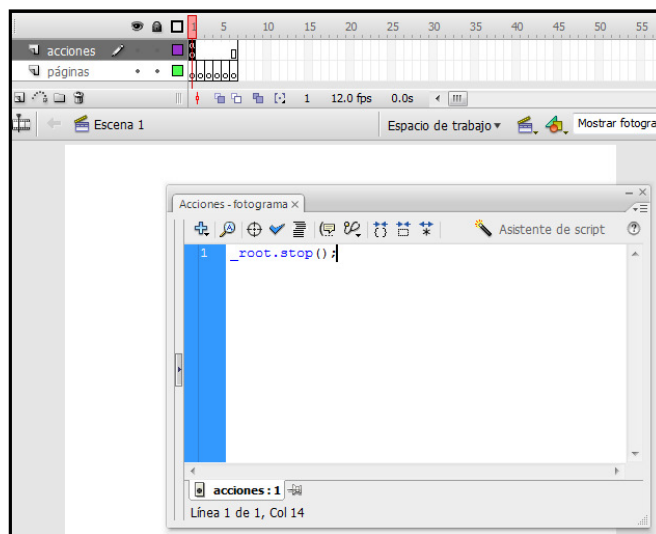 1 5 10 15 20 25 30 35 40 45 50 55
acciones
páginas
1 12.0 fps 0.0s
Escena 1 Espacio de trabajo Mostrar fotogra
Acciones - fotograma ×
Asistente de script
1 _root.stop();
acciones : 1
Línea 1 de 1, Col 14